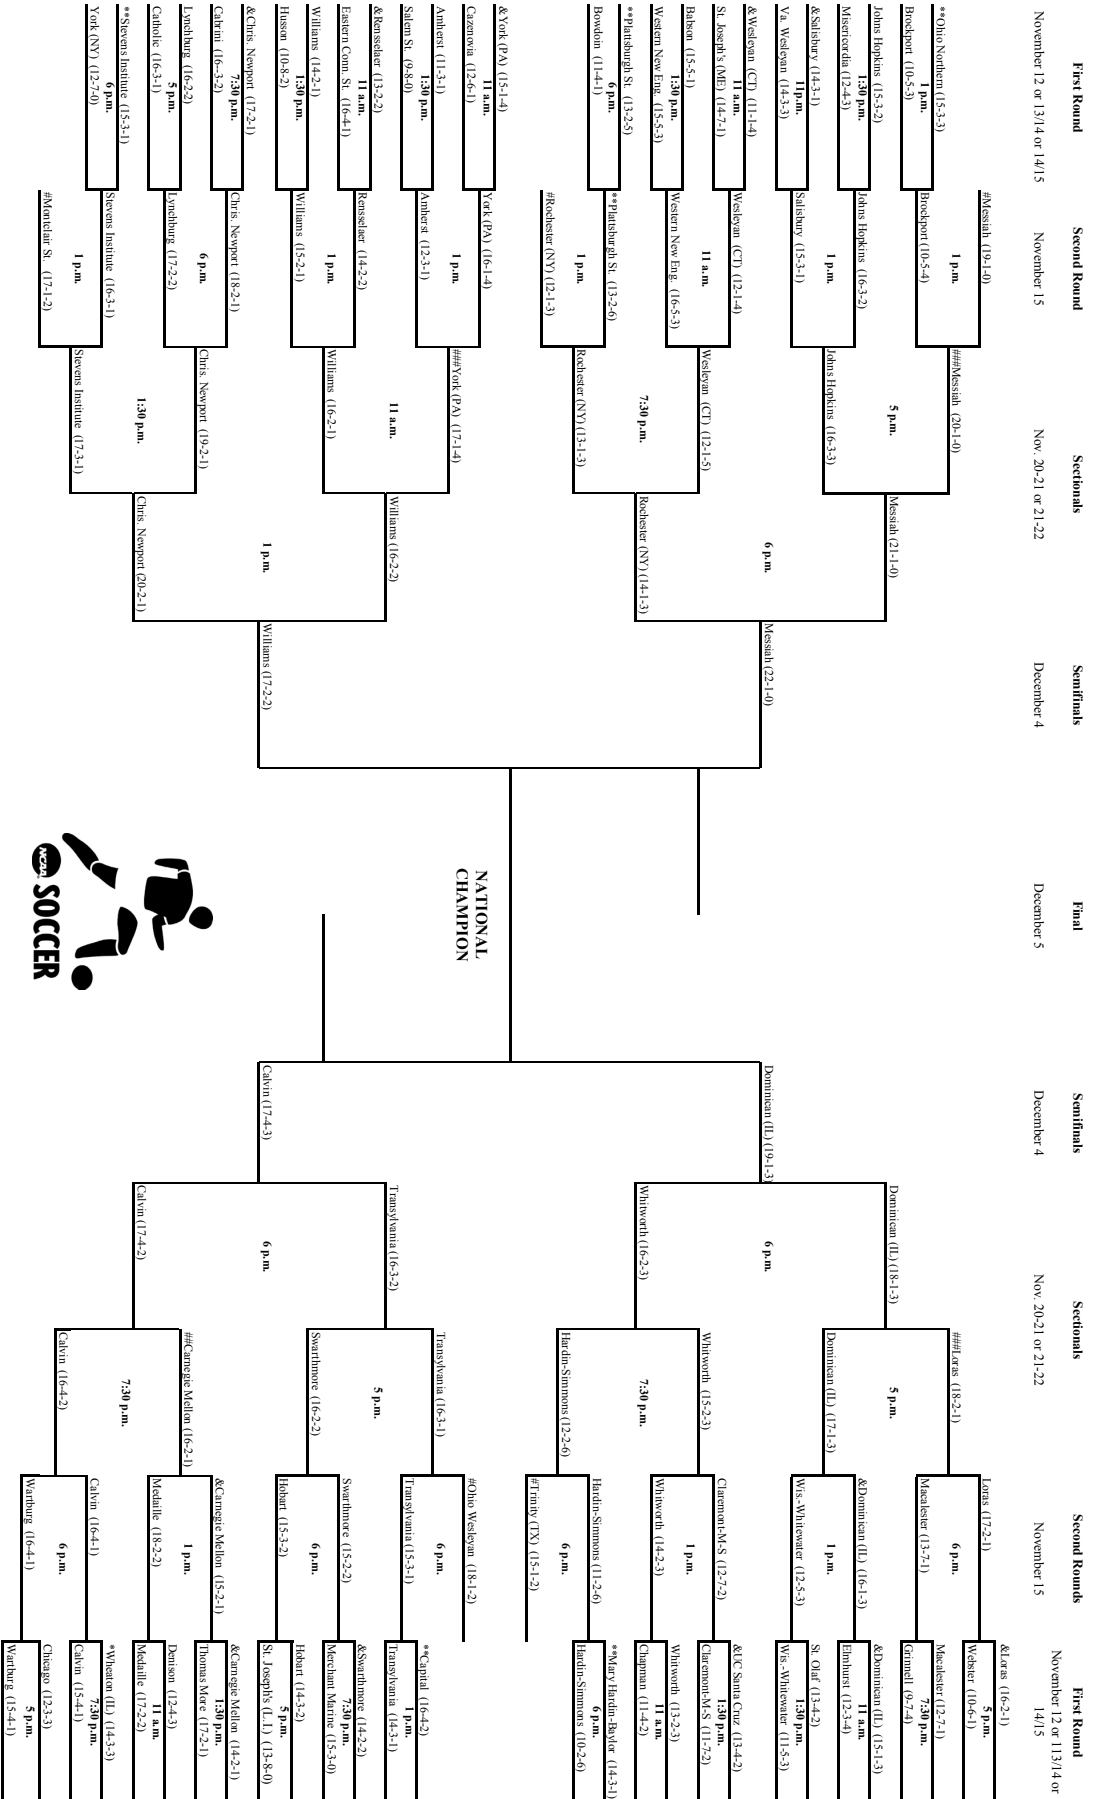 First Round
Second Round
Sectionals
Semifinals
Final
Semifinals
Sectionals
Second Rounds
First Round
November 12 or 13/14 or 14/15
November 15
Nov. 20-21 or 21-22
December 4
December 5
December 4
Nov. 20-21 or 21-22
November 15
November 12 or 113/14 or
14/15
**Ohio Northern (15-3-3)
1 p.m.
Brockport (10-5-3)
Johns Hopkins (15-3-2)
1:30 p.m.
Misericordia (12-4-3)
&Salisbury (14-3-1)
11p.m.
Va. Wesleyan (14-3-3)
&Wesleyan (CT) (11-1-4)
11 a.m.
St. Joseph's (ME) (14-7-1)
Babson (15-5-1)
1:30 p.m.
Western New Eng. (15-5-3)
**Plattsburgh St. (13-2-5)
6 p.m.
Bowdoin (11-4-1)
&York (PA) (15-1-4)
11 a.m.
Cazenovia (12-6-1)
Amherst (11-3-1)
1:30 p.m.
Salem St. (9-8-0)
&Rensselaer (13-2-2)
11 a.m.
Eastern Conn. St. (16-4-1)
Williams (14-2-1)
1:30 p.m.
Husson (10-8-2)
&Chris. Newport (17-2-1)
7:30 p.m.
Cabrini (16--3-2)
Lynchburg (16-2-2)
5 p.m.
Catholic (16-3-1)
**Stevens Institute (15-3-1)
6 p.m.
York (NY) (12-7-0)
#Messiah (19-1-0)
1 p.m.
Brockport (10-5-4)
Johns Hopkins (16-3-2)
1 p.m.
Salisbury (15-3-1)
Wesleyan (CT) (12-1-4)
11 a.m.
Western New Eng. (16-5-3)
**Plattsburgh St. (13-2-6)
1 p.m.
#Rochester (NY) (12-1-3)
York (PA) (16-1-4)
1 p.m.
Amherst (12-3-1)
Rensselaer (14-2-2)
1 p.m.
Williams (15-2-1)
Chris. Newport (18-2-1)
6 p.m.
Lynchburg (17-2-2)
Stevens Institute (16-3-1)
1 p.m.
#Montclair St. (17-1-2)
###Messiah (20-1-0)
5 p.m.
Johns Hopkins (16-3-3)
Wesleyan (CT) (12-1-5)
7:30 p.m.
Rochester (NY) (13-1-3)
###York (PA) (17-1-4)
11 a.m.
Williams (16-2-1)
Chris. Newport (19-2-1)
1:30 p.m.
Stevens Institute (17-3-1)
Messiah (21-1-0)
6 p.m.
Rochester (NY) (14-1-3)
Williams (16-2-2)
1 p.m.
Chris. Newport (20-2-1)
Messiah (22-1-0)
Williams (17-2-2)
NATIONAL
CHAMPION
NCAA SOCCER
Dominican (IL) (19-1-3)
Calvin (17-4-3)
Dominican (IL) (18-1-3)
6 p.m.
Whitworth (16-2-3)
Transylvania (16-3-2)
6 p.m.
Calvin (17-4-2)
###Loras (18-2-1)
5 p.m.
Dominican (IL) (17-1-3)
Whitworth (15-2-3)
7:30 p.m.
Hardin-Simmons (12-2-6)
Transylvania (16-3-1)
5 p.m.
Swarthmore (16-2-2)
##Carnegie Mellon (16-2-1)
7:30 p.m.
Calvin (16-4-2)
Loras (17-2-1)
6 p.m.
Macalester (13-7-1)
&Dominican (IL) (16-1-3)
1 p.m.
Wis.-Whitewater (12-5-3)
Claremont-M-S (12-7-2)
1 p.m.
Whitworth (14-2-3)
Hardin-Simmons (11-2-6)
6 p.m.
#Trinity (TX) (15-1-2)
#Ohio Wesleyan (18-1-2)
6 p.m.
Transylvania (15-3-1)
Swarthmore (15-2-2)
6 p.m.
Hobart (15-3-2)
&Carnegie Mellon (15-2-1)
1 p.m.
Medaille (18-2-2)
Calvin (16-4-1)
6 p.m.
Wartburg (16-4-1)
&Loras (16-2-1)
5 p.m.
Webster (10-6-1)
Macalester (12-7-1)
7:30 p.m.
Grinnell (9-7-4)
&Dominican (IL) (15-1-3)
11 a.m.
Elmhurst (12-3-4)
St. Olaf (13-4-2)
1:30 p.m.
Wis.-Whitewater (11-5-3)
&UC Santa Cruz (13-4-2)
1:30 p.m.
Claremont-M-S (11-7-2)
Whitworth (13-2-3)
11 a.m.
Chapman (11-4-2)
**Mary Hardin-Baylor (14-3-1)
6 p.m.
Hardin-Simmons (10-2-6)
**Capital (16-4-2)
1 p.m.
Transylvania (14-3-1)
&Swarthmore (14-2-2)
7:30 p.m.
Merchant Marine (15-3-0)
Hobart (14-3-2)
5 p.m.
St. Joseph's (L.I.) (13-8-0)
&Carnegie Mellon (14-2-1)
1:30 p.m.
Thomas More (17-2-1)
Denison (12-4-3)
11 a.m.
Medaille (17-2-2)
*Wheaton (IL) (14-3-3)
7:30 p.m.
Calvin (15-4-1)
Chicago (12-3-3)
5 p.m.
Wartburg (15-4-1)